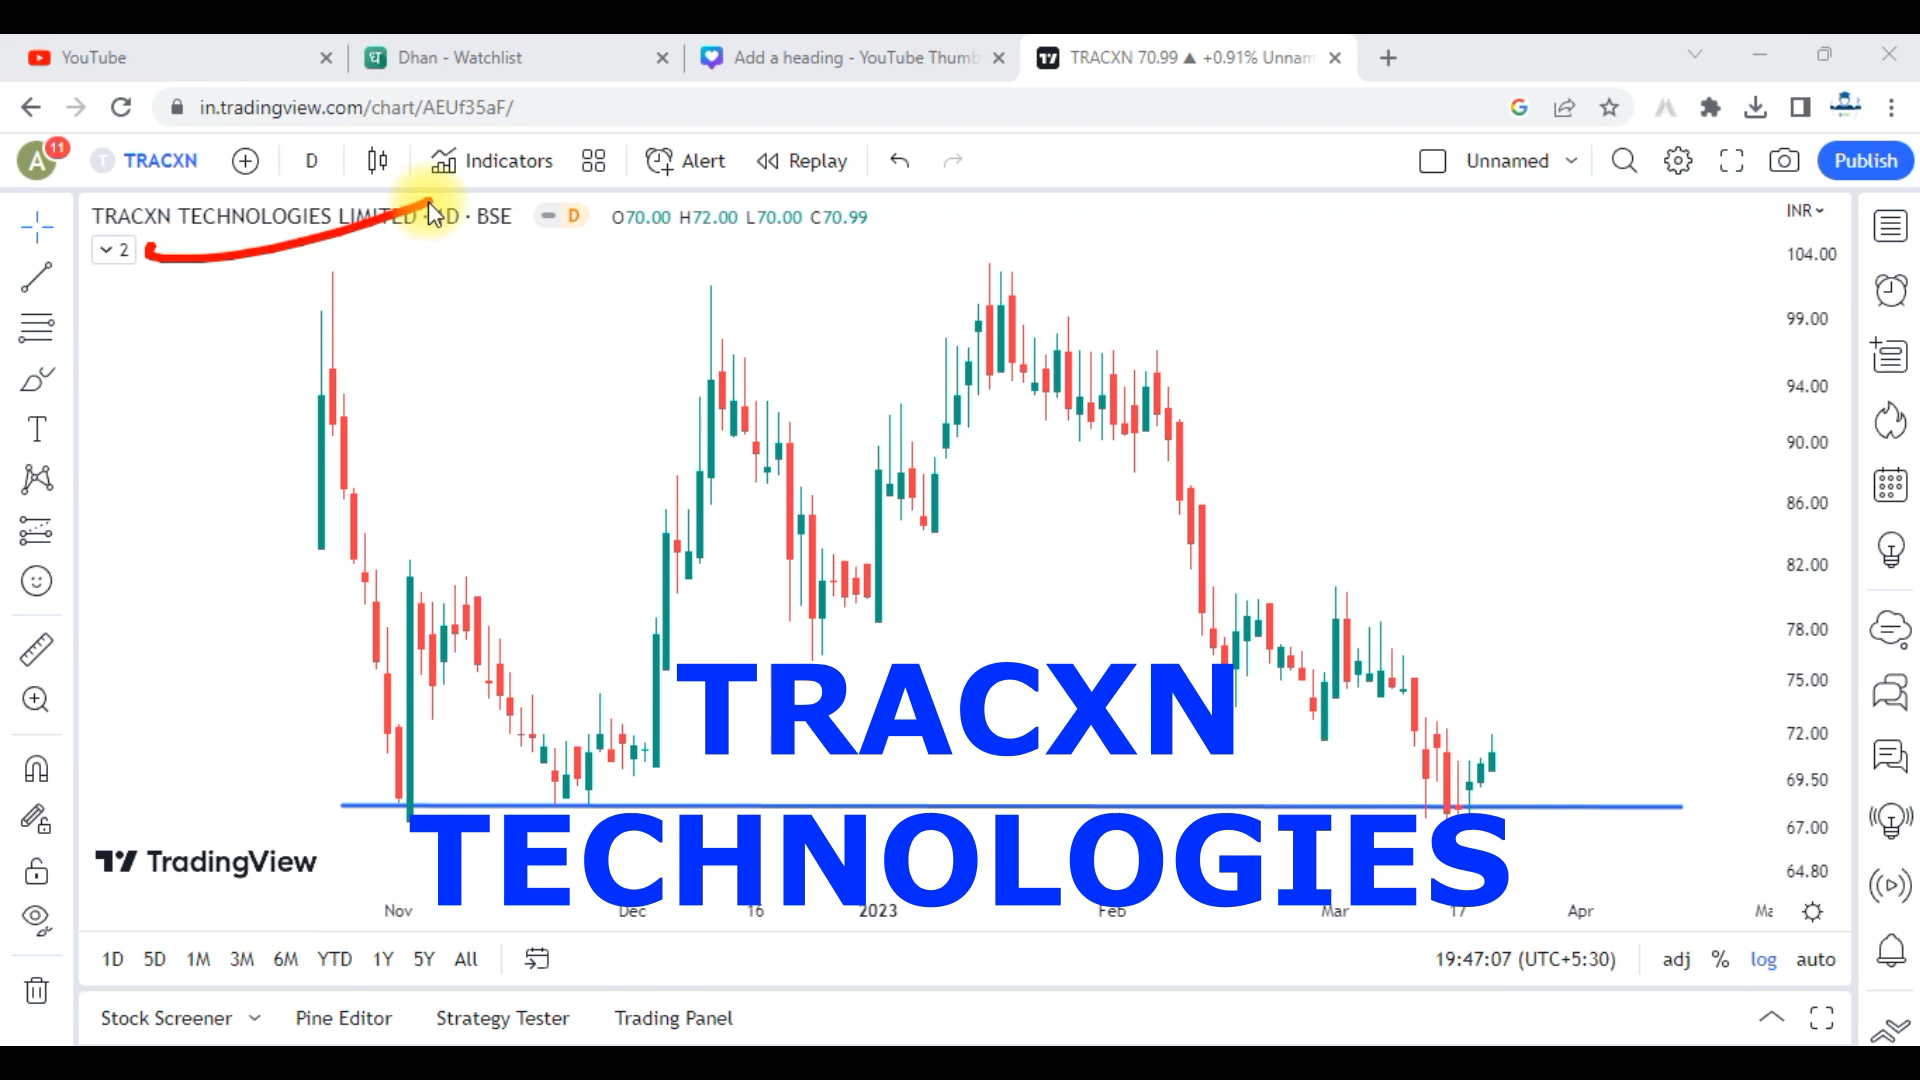 YouTube
Dhan - Watchlist
Add a heading - YouTube Thumb
TRACXN 70.99 ▲ +0.91% Unnam
in.tradingview.com/chart/AEUf35aF/
A 11
TRACXN
D
Indicators
Alert
Replay
Unnamed
Publish
TRACXN TECHNOLOGIES LIMITED D · BSE
D
O70.00 H72.00 L70.00 C70.99
INR
2
104.00
99.00
94.00
90.00
86.00
82.00
78.00
75.00
72.00
69.50
67.00
64.80
TRACXN
TECHNOLOGIES
TradingView
Nov Dec 16 2023 Feb Mar 17 Apr Ma
1D 5D 1M 3M 6M YTD 1Y 5Y All
19:47:07 (UTC+5:30)
adj % log auto
Stock Screener
Pine Editor
Strategy Tester
Trading Panel